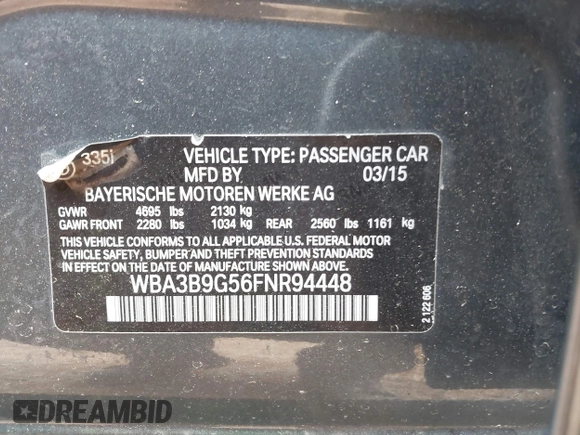 335i
VEHICLE TYPE: PASSENGER CAR
MFD BY 03/15
BAYERISCHE MOTOREN WERKE AG
GVWR 4695 lbs 2130 kg
GAWR FRONT 2280 lbs 1034 kg REAR 2560 lbs 1161 kg
THIS VEHICLE CONFORMS TO ALL APPLICABLE U.S. FEDERAL MOTOR
VEHICLE SAFETY, BUMPER AND THEFT PREVENTION STANDARDS
IN EFFECT ON THE DATE OF MANUFACTURE SHOWN ABOVE.
WBA3B9G56FNR94448
2 122 606
DREAMBID